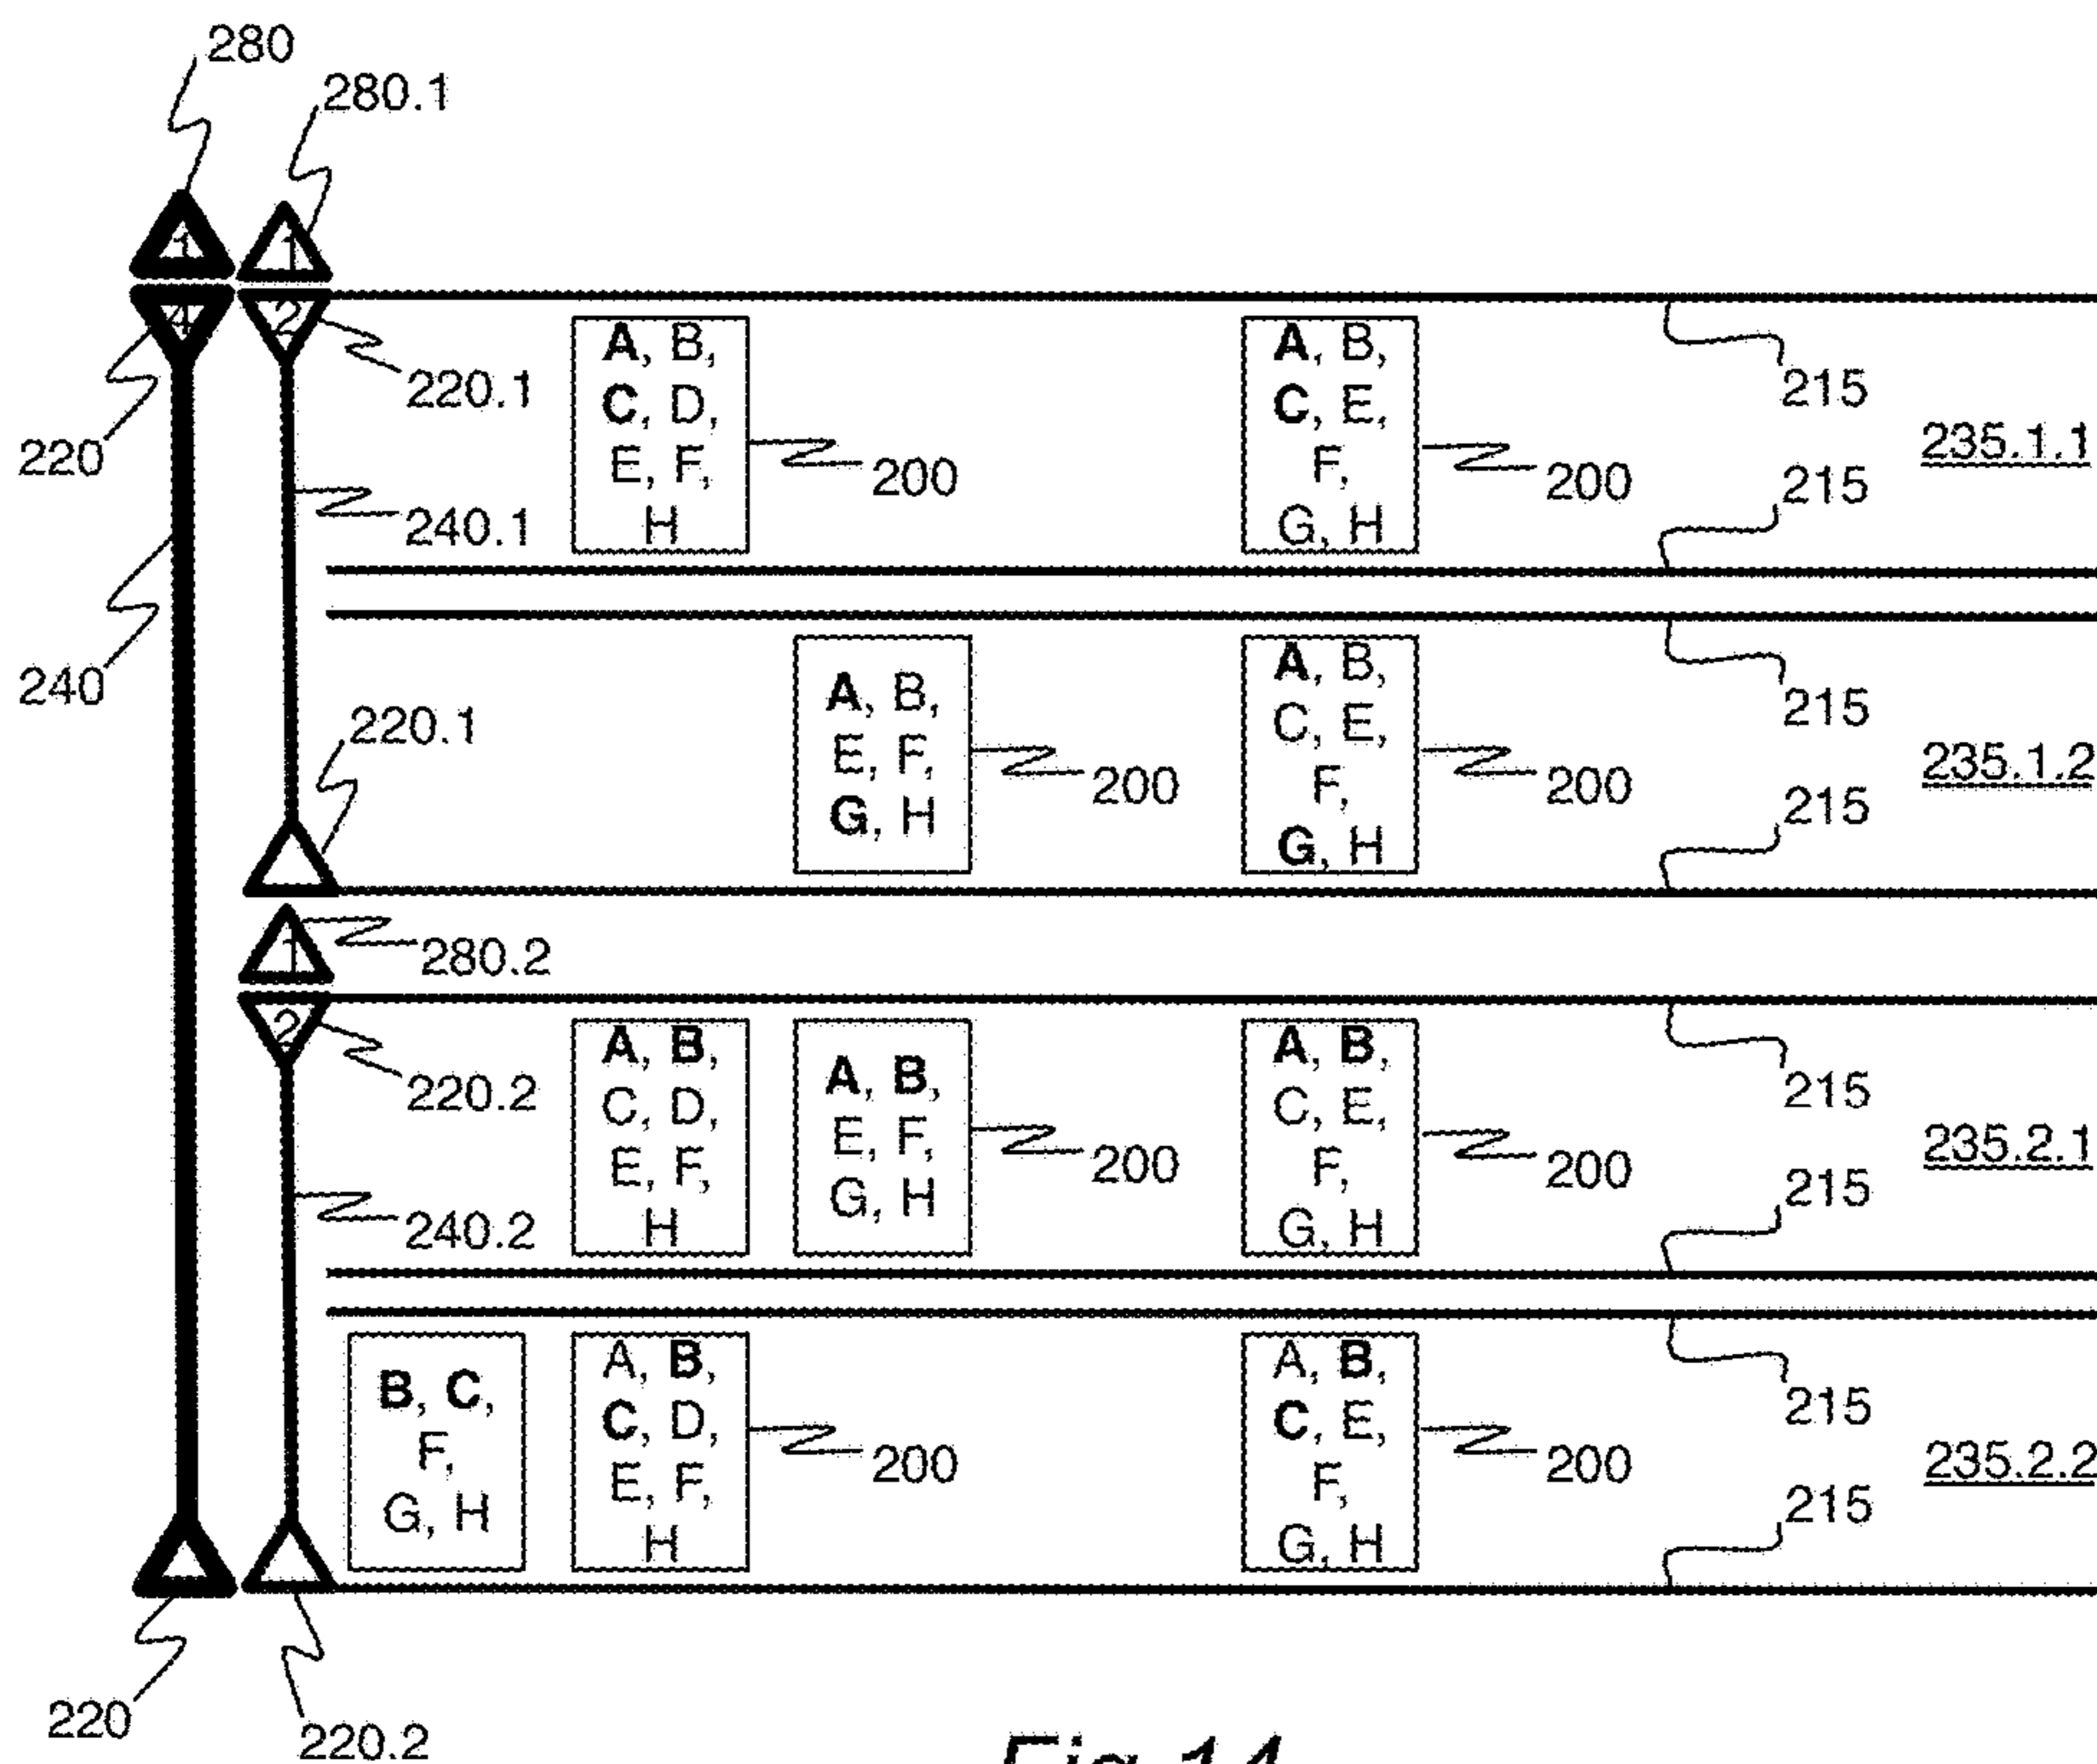 280
280.1
1
1
4
2
220.1
220
240.1
240
A, B,
C, D,
E, F,
H
200
A, B,
C, E,
F,
G, H
200
215
215
235.1.1
220.1
A, B,
E, F,
G, H
200
A, B,
C, E,
F,
G, H
200
215
215
235.1.2
1
280.2
2
220.2
240.2
A, B,
C, D,
E, F,
H
A, B,
E, F,
G, H
200
A, B,
C, E,
F,
G, H
200
215
215
235.2.1
B, C,
F,
G, H
A, B,
C, D,
E, F,
H
200
A, B,
C, E,
F,
G, H
200
215
215
235.2.2
220
220.2
Fig 14